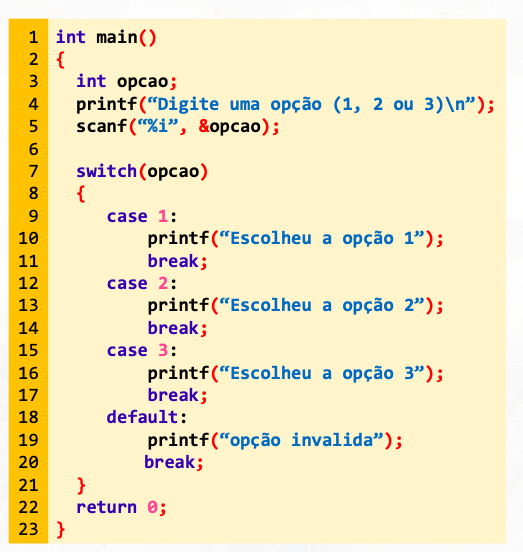 1 int main()
2 {
3 int opcao;
4 printf(“Digite uma opção (1, 2 ou 3)\n”);
5 scanf(“%i”, &opcao);
6
7 switch(opcao)
8 {
9 case 1:
10 printf(“Escolheu a opção 1”);
11 break;
12 case 2:
13 printf(“Escolheu a opção 2”);
14 break;
15 case 3:
16 printf(“Escolheu a opção 3”);
17 break;
18 default:
19 printf(“opção invalida”);
20 break;
21 }
22 return 0;
23 }